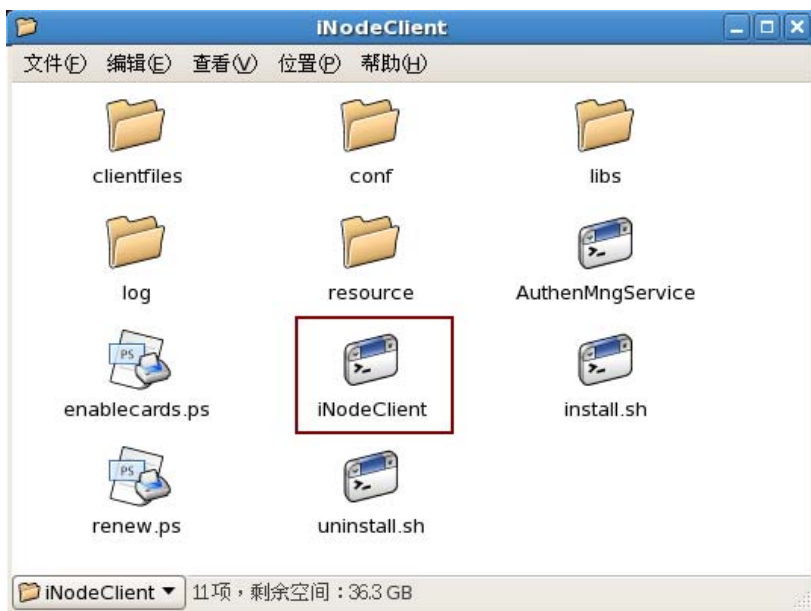 iNodeClient
文件(F) 编辑(E) 查看(V) 位置(P) 帮助(H)
clientfiles conf libs
log resource AuthenMngService
PS
enablecards.ps iNodeClient install.sh
PS
renew.ps uninstall.sh
iNodeClient 11项，剩余空间：36.3 GB